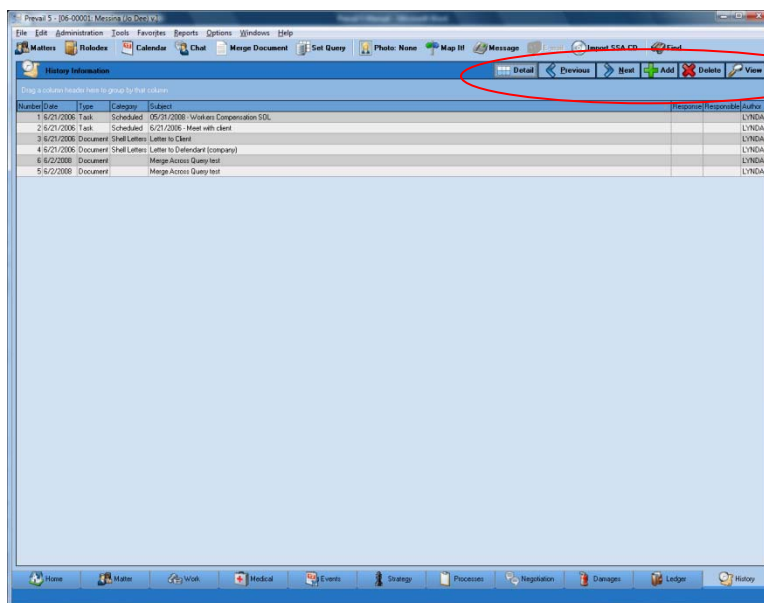 Prevail 5 - [06-00001: Messina (Jo Dee) v.]
File Edit Administration Tools Favorites Reports Options Windows Help
Matters Rolodex Calendar Chat Merge Document Set Query Photo: None Map It! Message Import SSA CD Find
History Information Detail Previous Next Add Delete View
Drag a column header here to group by that column
Number Date Type Category Subject Response Responsible Author
1 6/21/2006 Task Scheduled 05/31/2008 - Workers Compensation SOL LYNDA
2 6/21/2006 Task Scheduled 6/21/2006 - Meet with client LYNDA
3 6/21/2006 Document Shell Letters Letter to Client LYNDA
4 6/21/2006 Document Shell Letters Letter to Defendant (company) LYNDA
6 6/2/2008 Document Merge Across Query test LYNDA
5 6/2/2008 Document Merge Across Query test LYNDA
Home Matter Work Medical Events Strategy Processes Negotiation Damages Ledger History